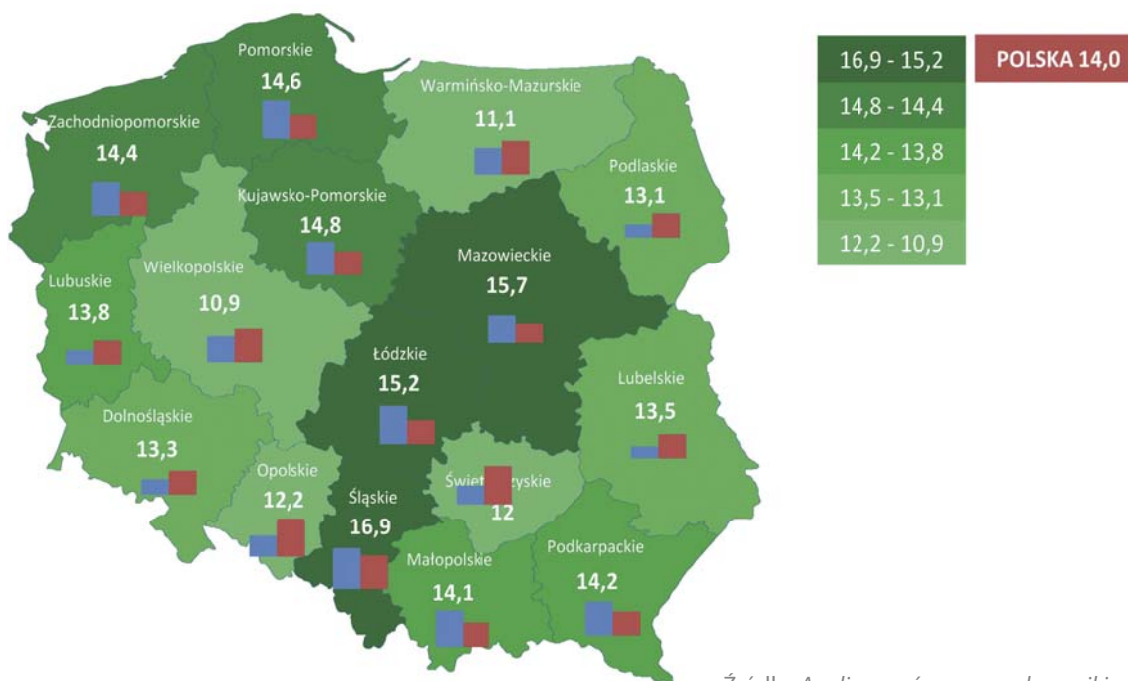 Pomorskie
14,6
Warmińsko-Mazurskie
11,1
Zachodniopomorskie
14,4
Podlaskie
13,1
Kujawsko-Pomorskie
14,8
Mazowieckie
15,7
Wielkopolskie
10,9
Lubuskie
13,8
Łódzkie
15,2
Lubelskie
13,5
Dolnośląskie
13,3
Opolskie
12,2
Śląskie
16,9
12
Małopolskie
14,1
Podkarpackie
14,2
16,9 - 15,2
14,8 - 14,4
14,2 - 13,8
13,5 - 13,1
12,2 - 10,9
POLSKA 14,0